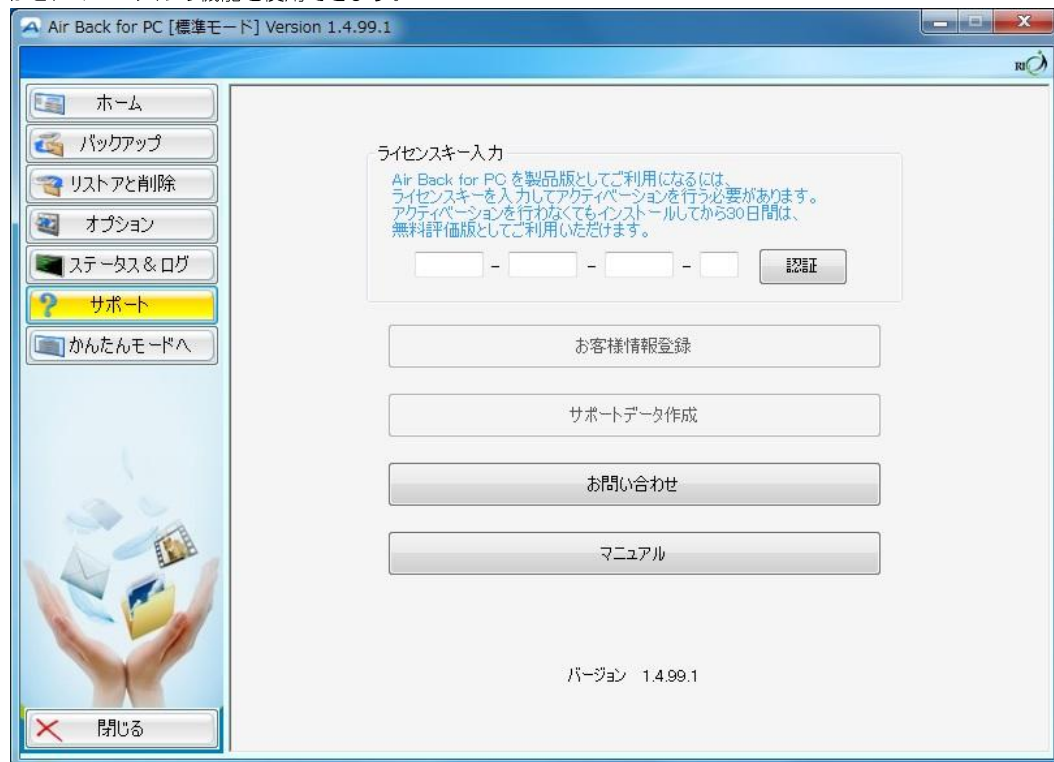 Air Back for PC [標準モード] Version 1.4.99.1
RIO
ホーム
バックアップ
リストアと削除
オプション
ステータス & ログ
サポート
かんたんモードへ
閉じる
ライセンスキー入力
Air Back for PC を製品版としてご利用になるには、
ライセンスキーを入力してアクティベーションを行う必要があります。
アクティベーションを行わなくてもインストールしてから30日間は、
無料評価版としてご利用いただけます。
- - - 認証
お客様情報登録
サポートデータ作成
お問い合わせ
マニュアル
バージョン 1.4.99.1